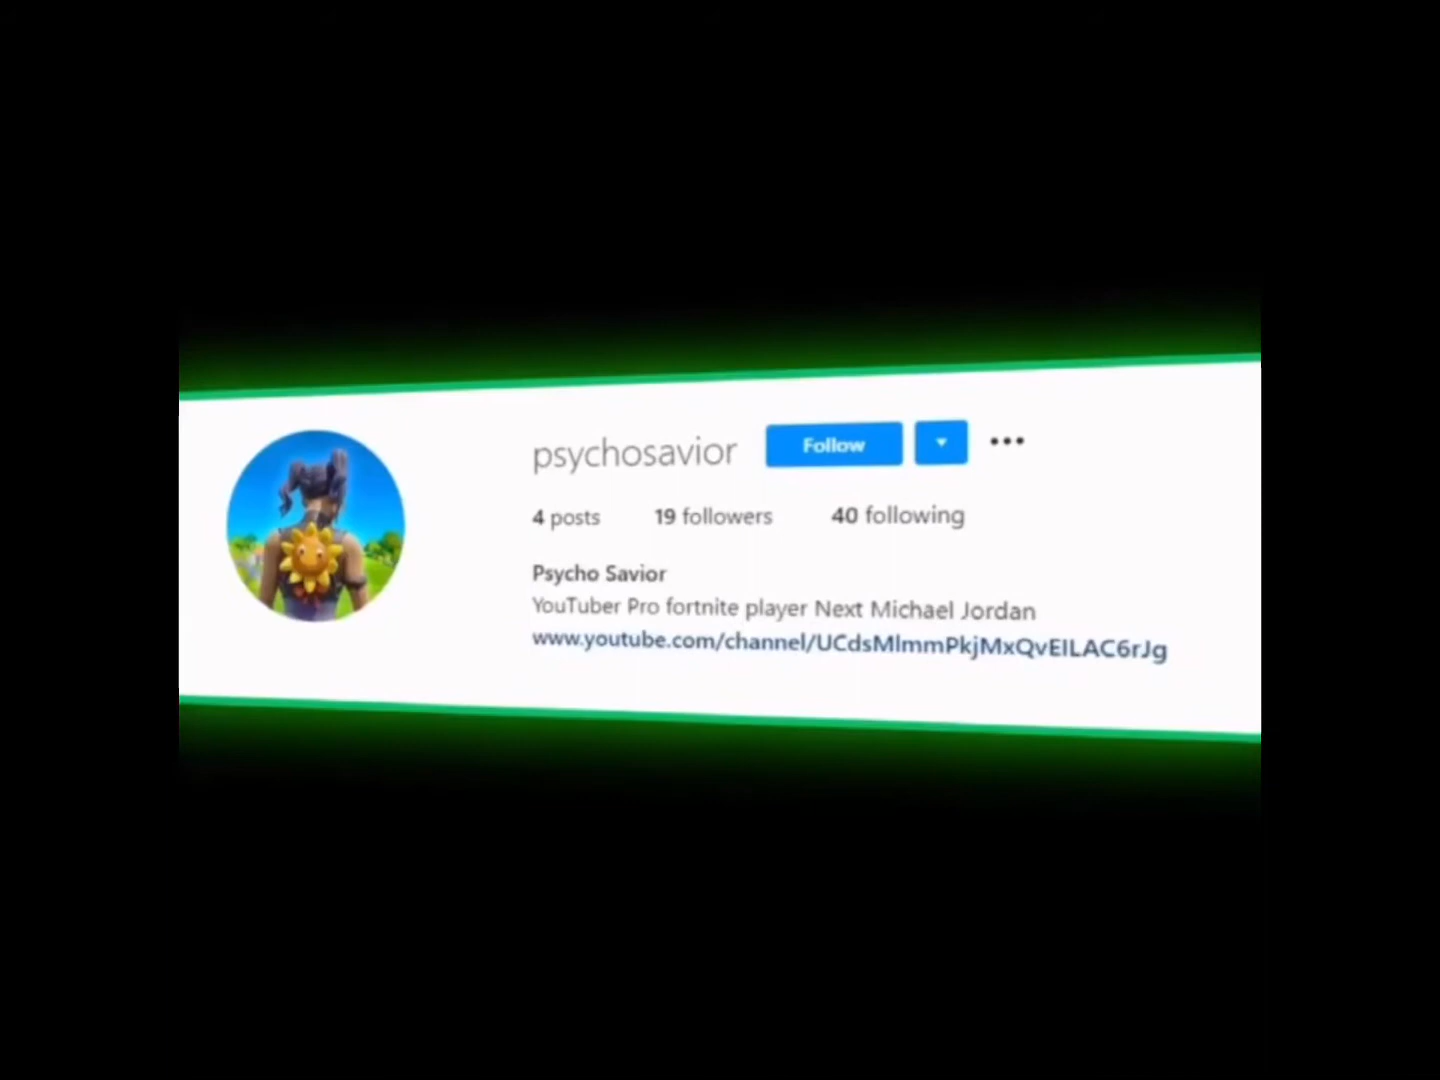 psychosavior Follow
4 posts 19 followers 40 following
Psycho Savior
YouTuber Pro fortnite player Next Michael Jordan
www.youtube.com/channel/UCdsMlmmPkjMxQvEILAC6rJg